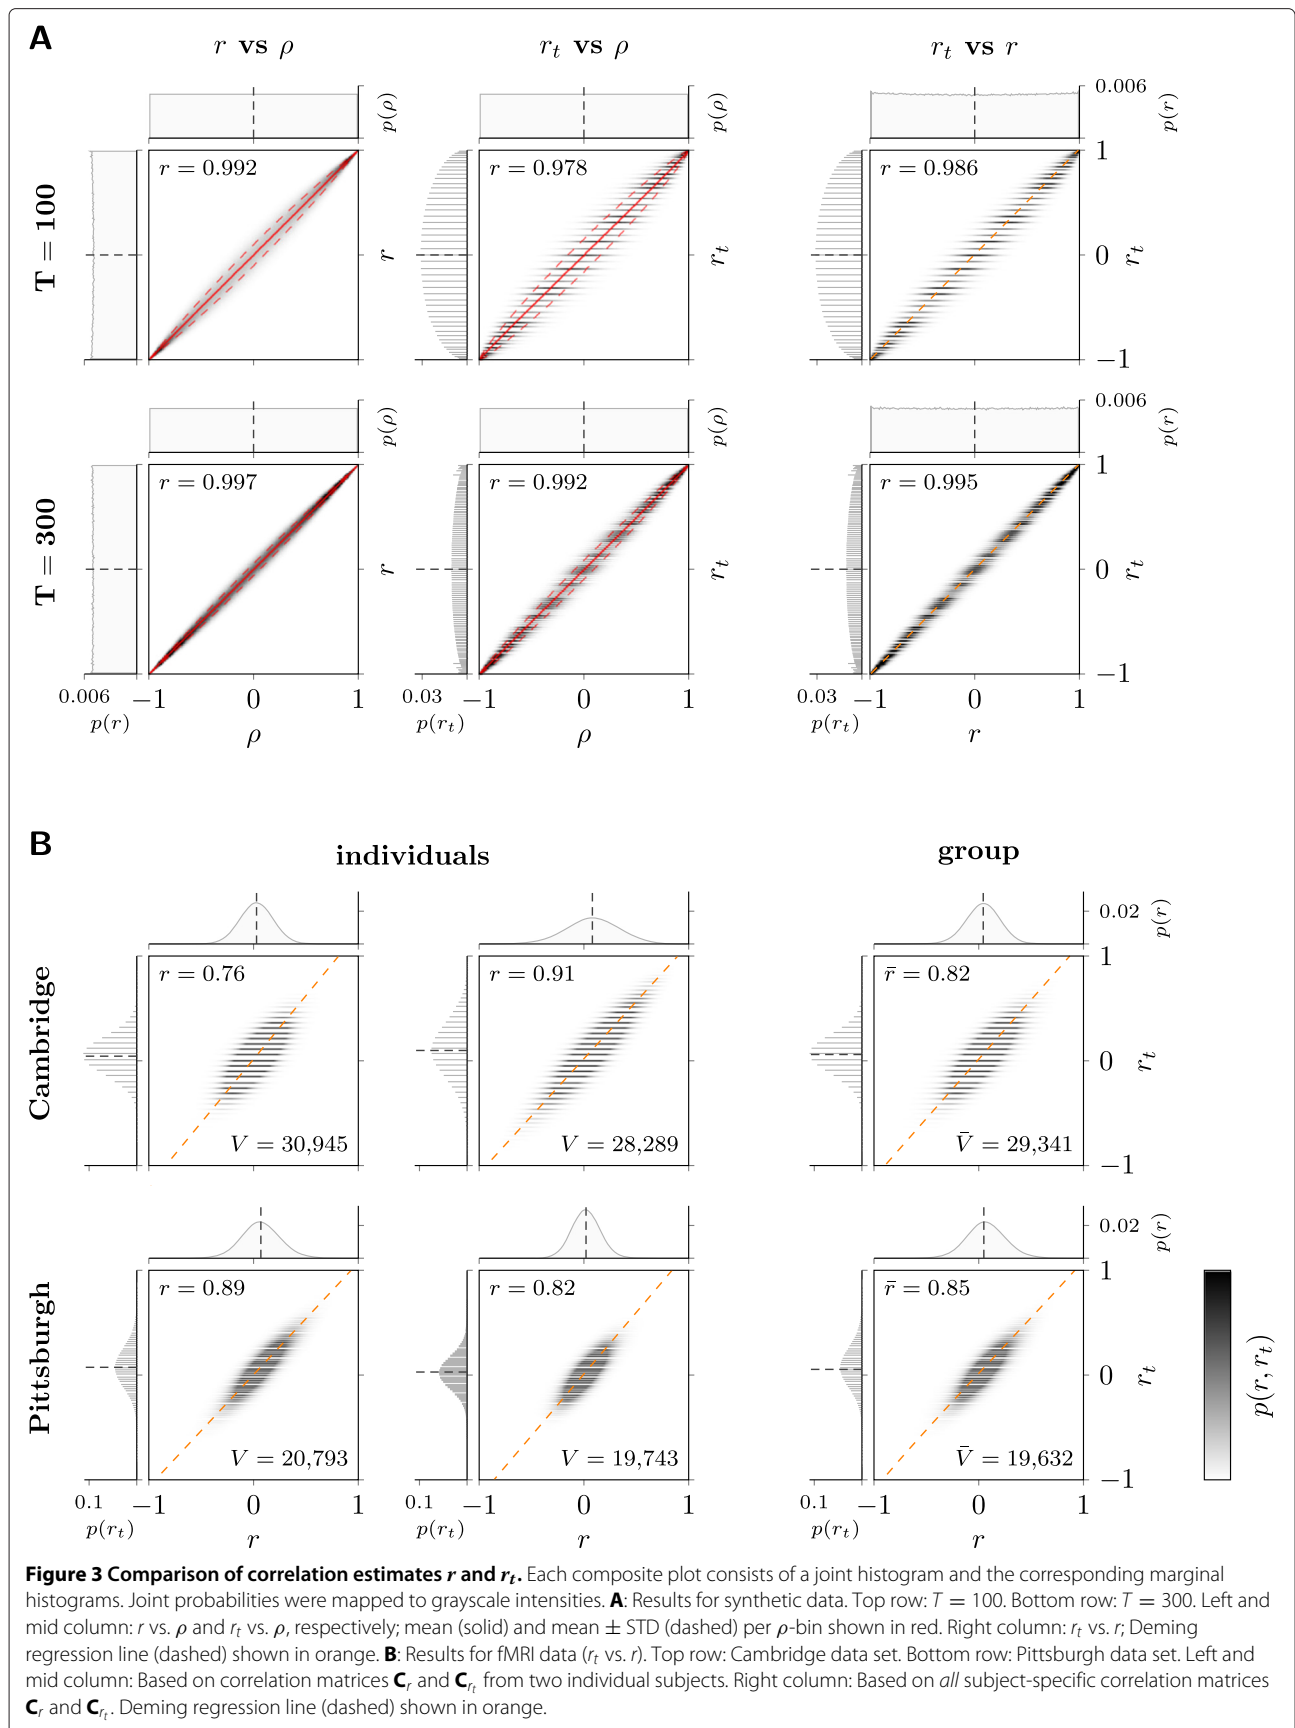 A
r vs ρ
r_t vs ρ
r_t vs r
p(ρ)
p(ρ)
0.006
p(r)
T = 100
r = 0.992
r
r = 0.978
r_t
r = 0.986
1
0
−1
r_t
p(ρ)
p(ρ)
0.006
p(r)
T = 300
r = 0.997
r
r = 0.992
r_t
r = 0.995
1
0
−1
r_t
0.006
p(r)
−1 0 1
ρ
0.03
p(r_t)
−1 0 1
ρ
0.03
p(r_t)
−1 0 1
r
B
individuals
group
0.02
p(r)
Cambridge
r = 0.76
V = 30,945
r = 0.91
V = 28,289
r̄ = 0.82
V̄ = 29,341
1
0
−1
r_t
0.02
p(r)
Pittsburgh
r = 0.89
V = 20,793
r = 0.82
V = 19,743
r̄ = 0.85
V̄ = 19,632
1
0
−1
r_t
p(r, r_t)
0.1
p(r_t)
−1 0 1
r
0.1
p(r_t)
−1 0 1
0.1
p(r_t)
−1 0 1
r
Figure 3 Comparison of correlation estimates r and r_t. Each composite plot consists of a joint histogram and the corresponding marginal
histograms. Joint probabilities were mapped to grayscale intensities. A: Results for synthetic data. Top row: T = 100. Bottom row: T = 300. Left and
mid column: r vs. ρ and r_t vs. ρ, respectively; mean (solid) and mean ± STD (dashed) per ρ-bin shown in red. Right column: r_t vs. r; Deming
regression line (dashed) shown in orange. B: Results for fMRI data (r_t vs. r). Top row: Cambridge data set. Bottom row: Pittsburgh data set. Left and
mid column: Based on correlation matrices C_r and C_{r_t} from two individual subjects. Right column: Based on all subject-specific correlation matrices
C_r and C_{r_t}. Deming regression line (dashed) shown in orange.